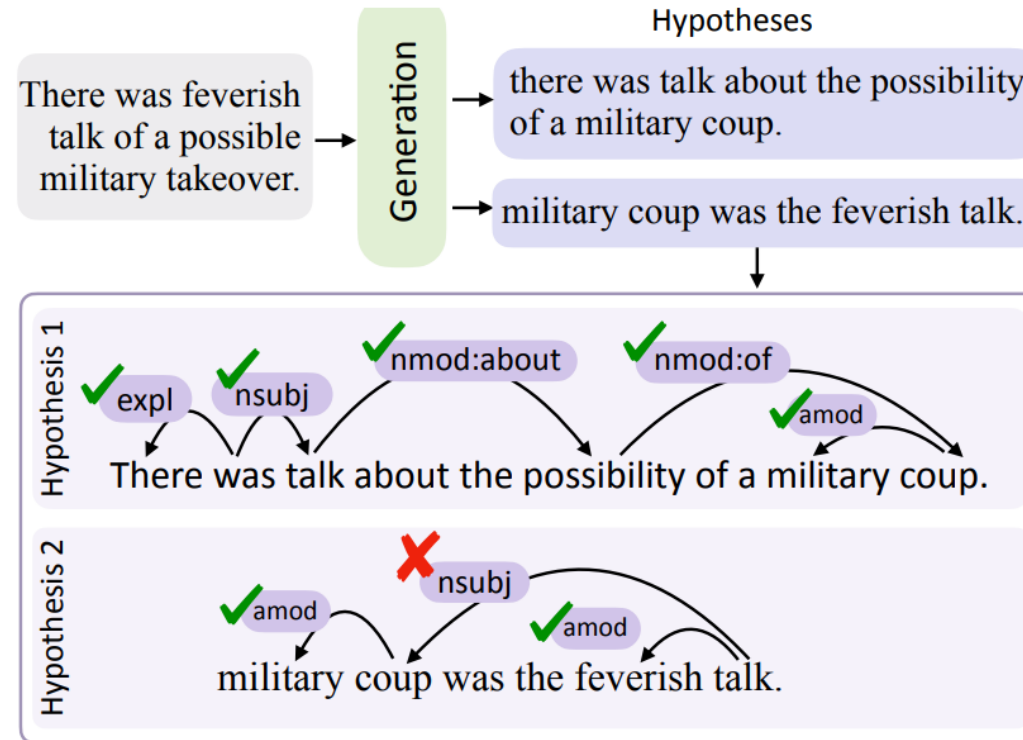 Hypotheses
There was feverish
talk of a possible
military takeover.
Generation
there was talk about the possibility
of a military coup.
military coup was the feverish talk.
Hypothesis 1
expl
nsubj
nmod:about
nmod:of
amod
There was talk about the possibility of a military coup.
Hypothesis 2
amod
nsubj
amod
military coup was the feverish talk.